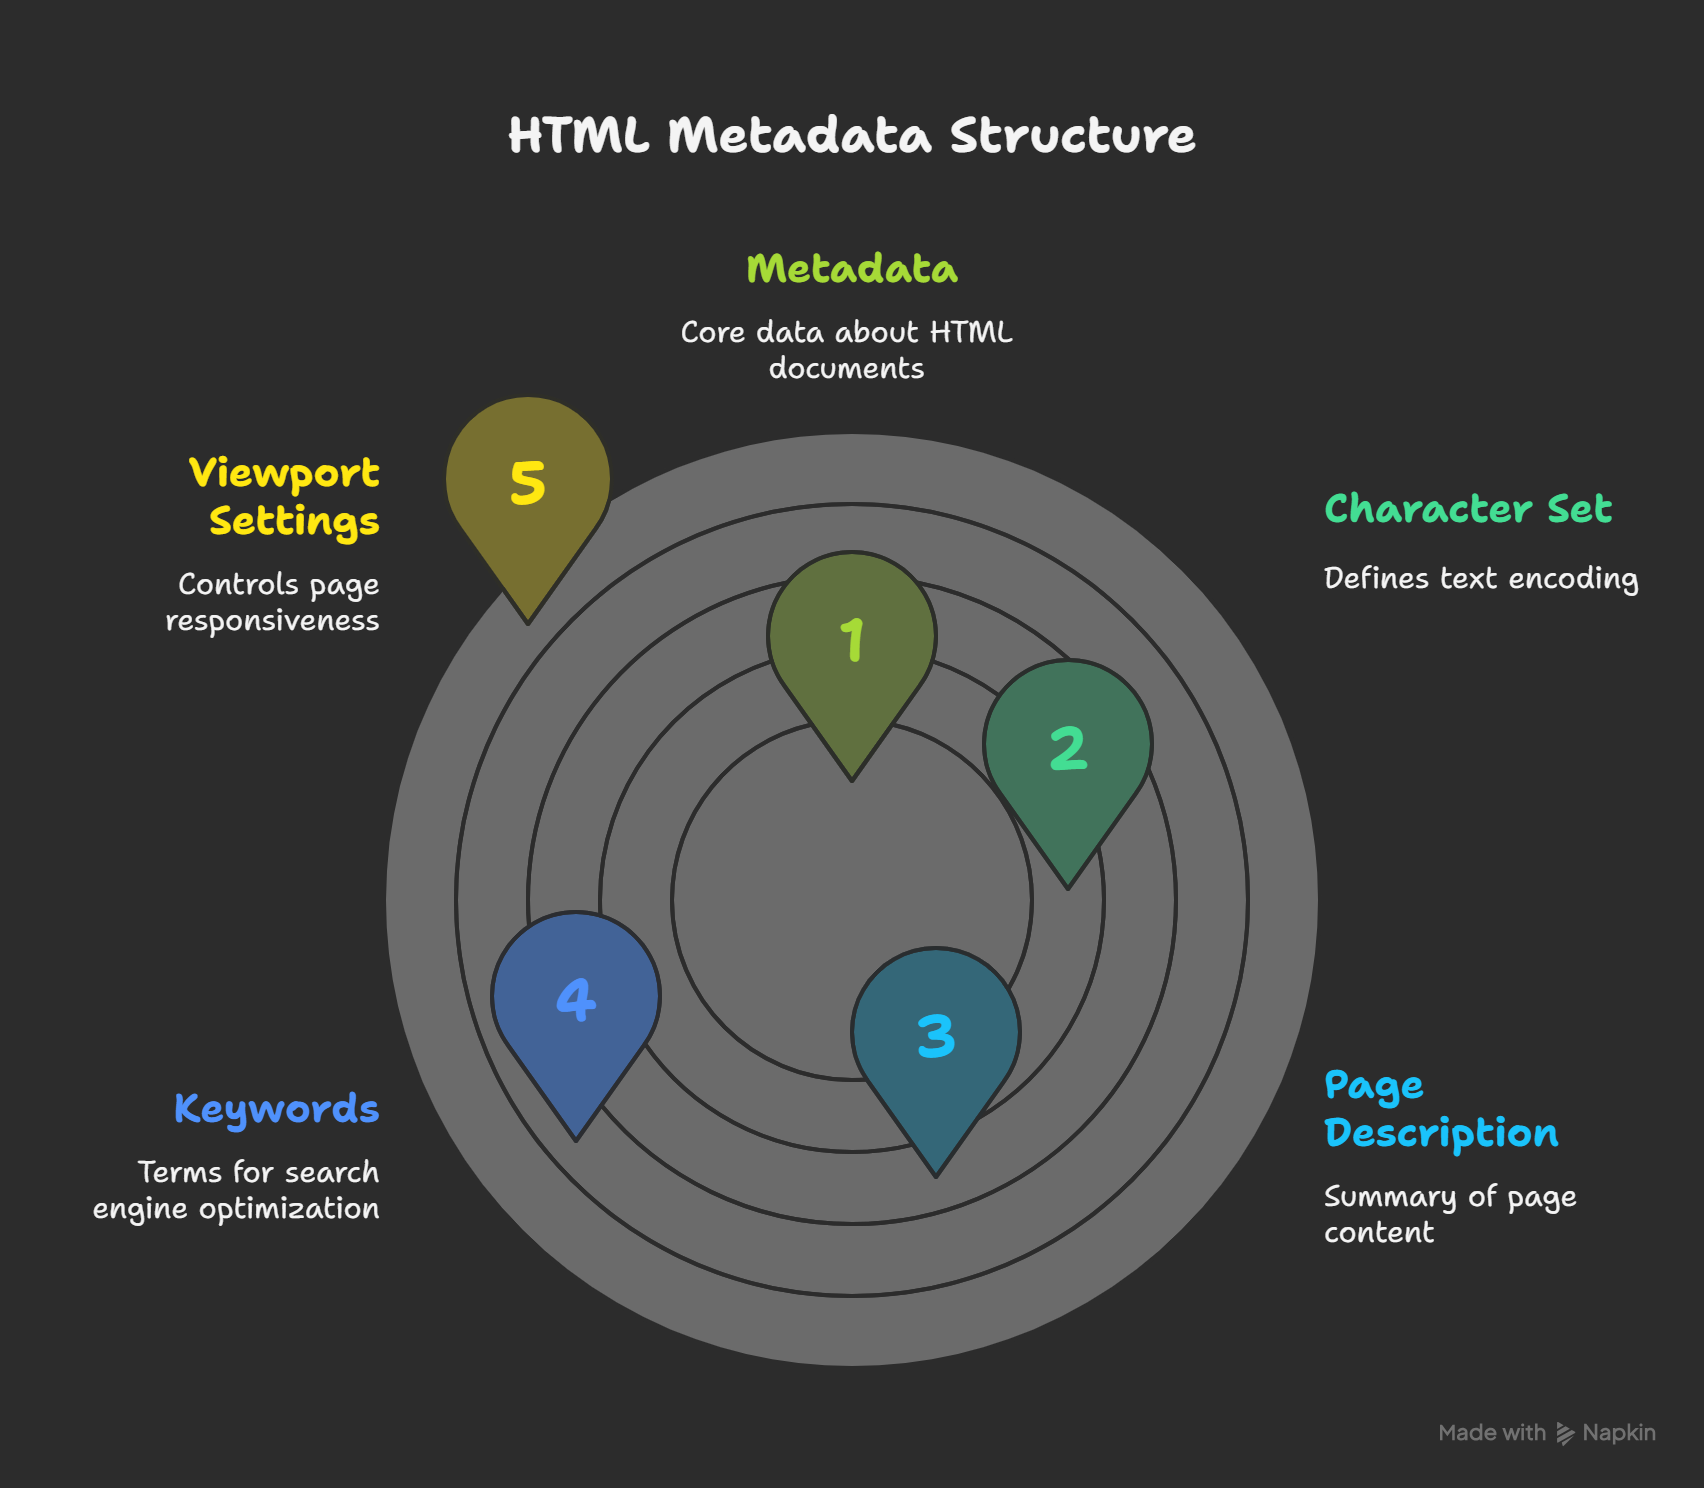 HTML Metadata Structure
Metadata
Core data about HTML
documents
5
Viewport
Settings
Controls page
responsiveness
Character Set
Defines text encoding
1
2
4
3
Keywords
Terms for search
engine optimization
Page
Description
Summary of page
content
Made with Napkin